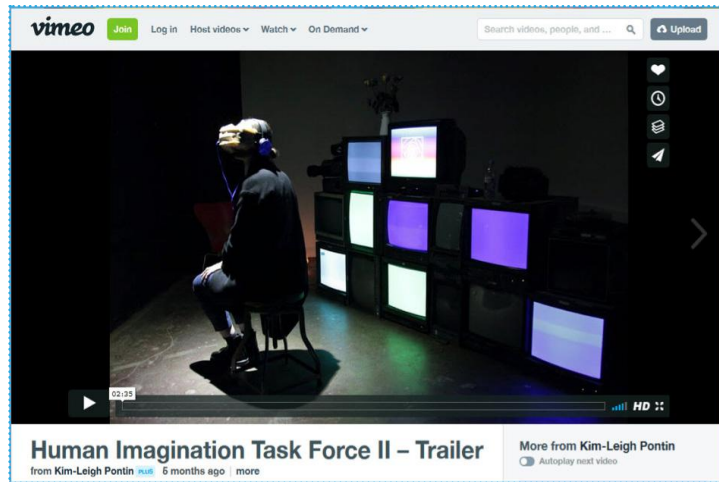 vimeo Join Log in Host videos Watch On Demand Search videos, people, and ... Upload
02:35
HD
Human Imagination Task Force II – Trailer
from Kim-Leigh Pontin PLUS 5 months ago more
More from Kim-Leigh Pontin
Autoplay next video